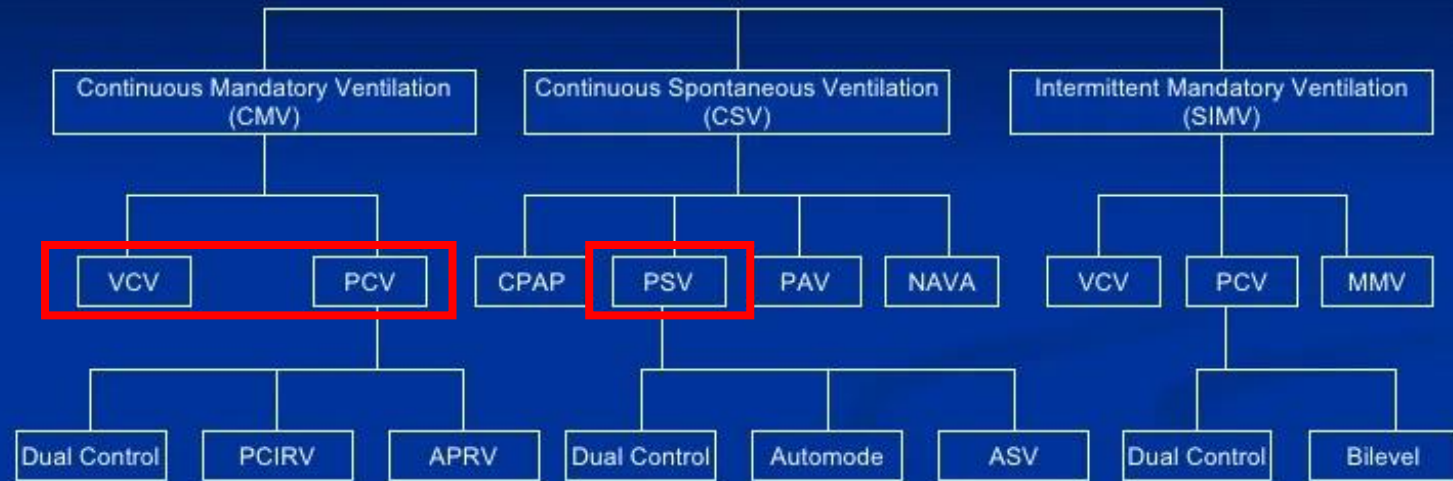 Continuous Mandatory Ventilation
(CMV)
Continuous Spontaneous Ventilation
(CSV)
Intermittent Mandatory Ventilation
(SIMV)
VCV
PCV
CPAP
PSV
PAV
NAVA
VCV
PCV
MMV
Dual Control
PCIRV
APRV
Dual Control
Automode
ASV
Dual Control
Bilevel